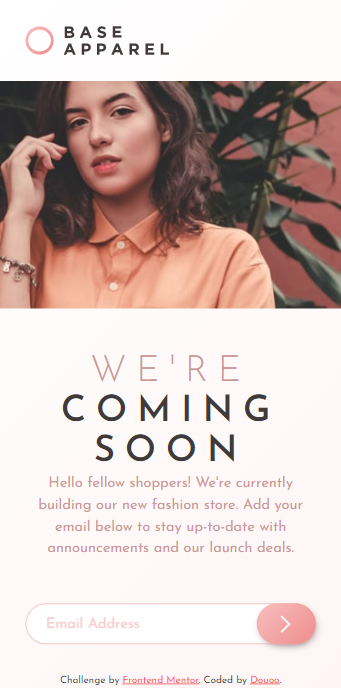 BASE
APPAREL
WE'RE
COMING
SOON
Hello fellow shoppers! We're currently
building our new fashion store. Add your
email below to stay up-to-date with
announcements and our launch deals.
Email Address
Challenge by Frontend Mentor. Coded by Douoo.